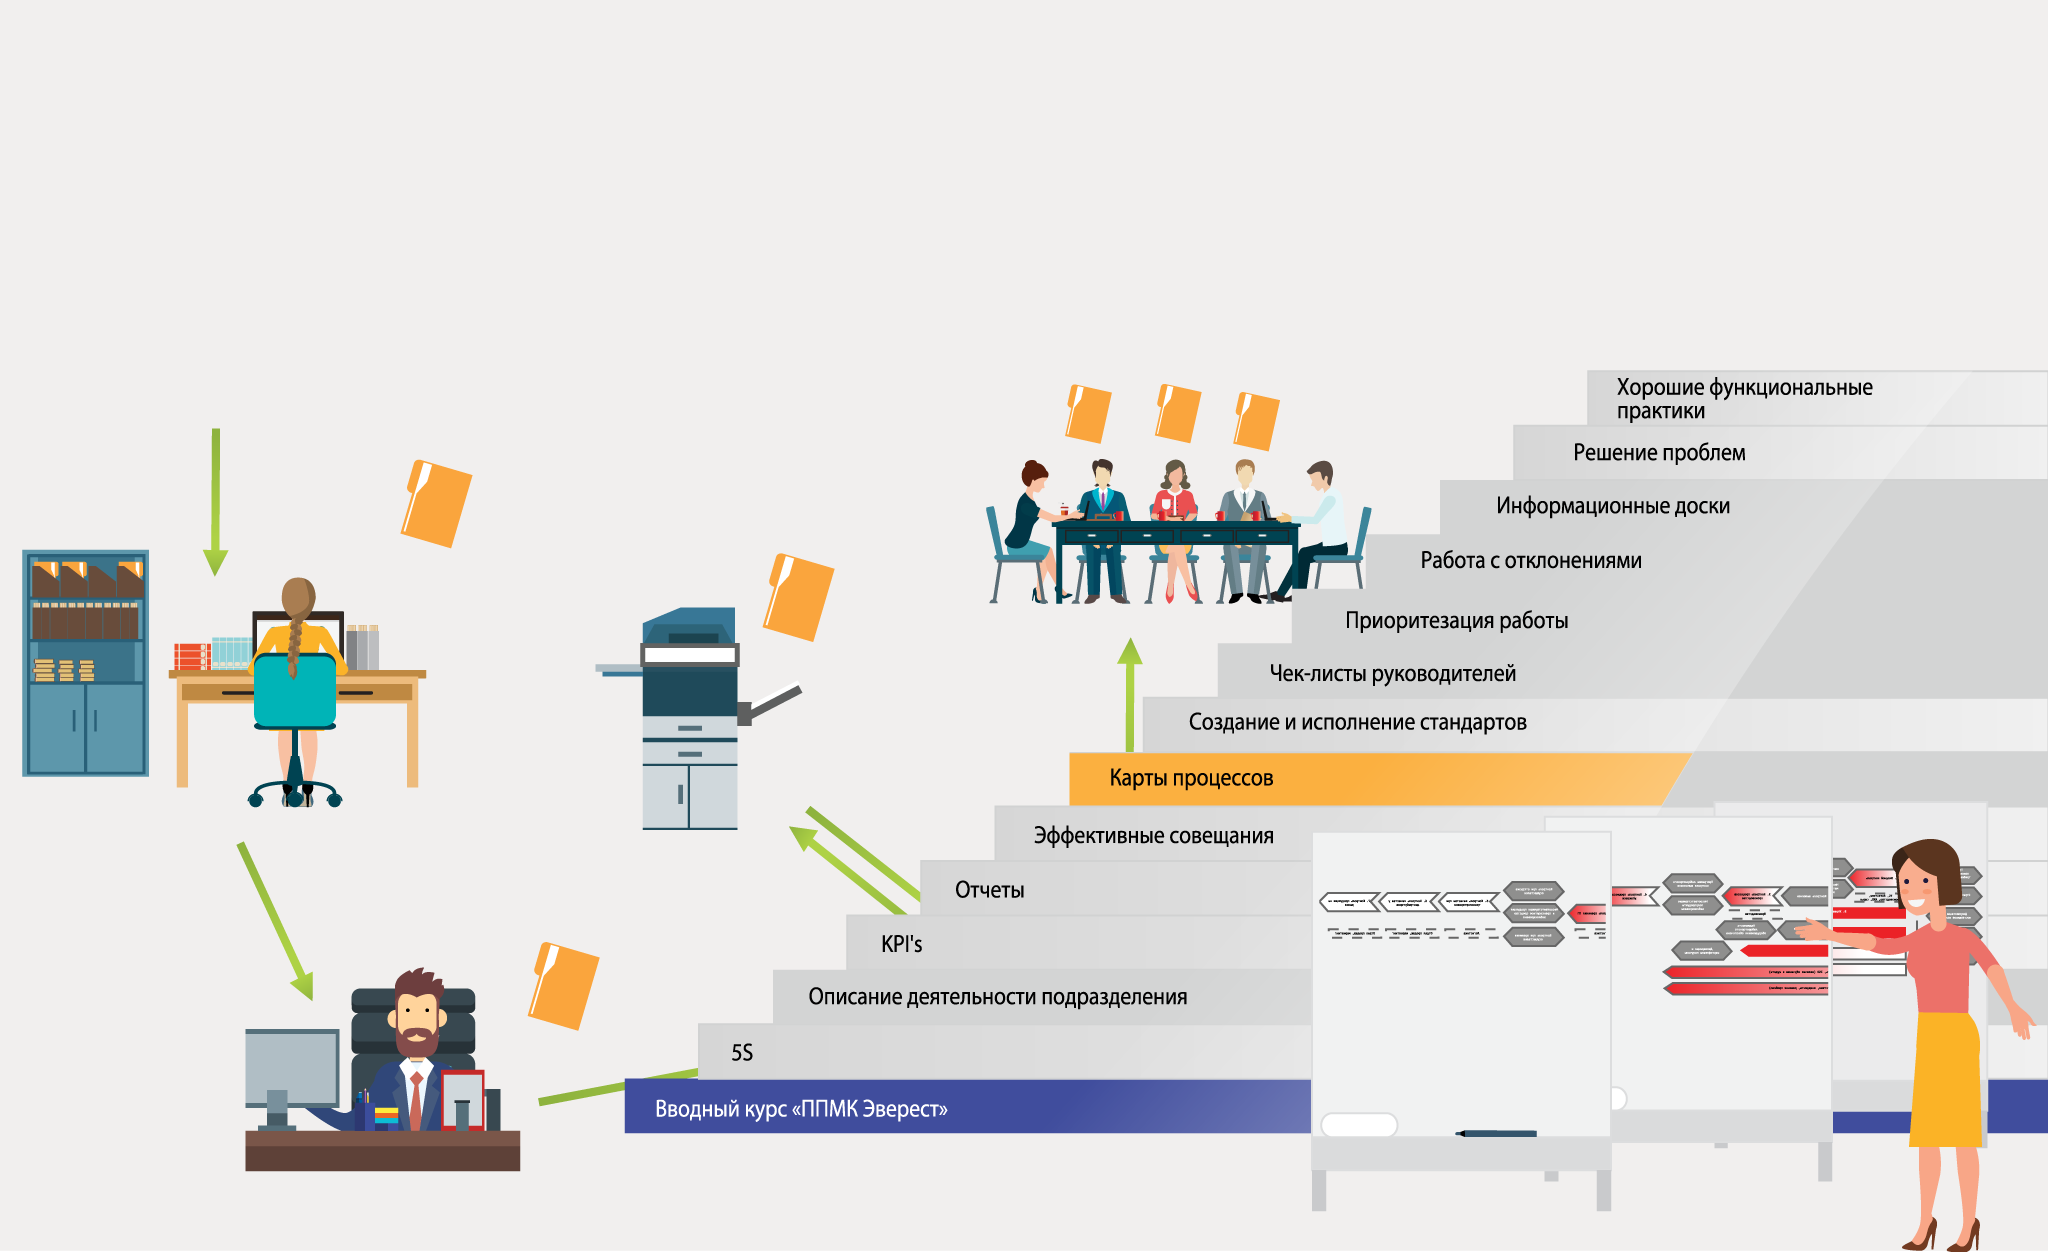 Хорошие функциональные
практики
Решение проблем
Информационные доски
Работа с отклонениями
Приоритезация работы
Чек-листы руководителей
Создание и исполнение стандартов
Карты процессов
Эффективные совещания
Отчеты
KPI's
Описание деятельности подразделения
5S
Вводный курс «ППМК Эверест»